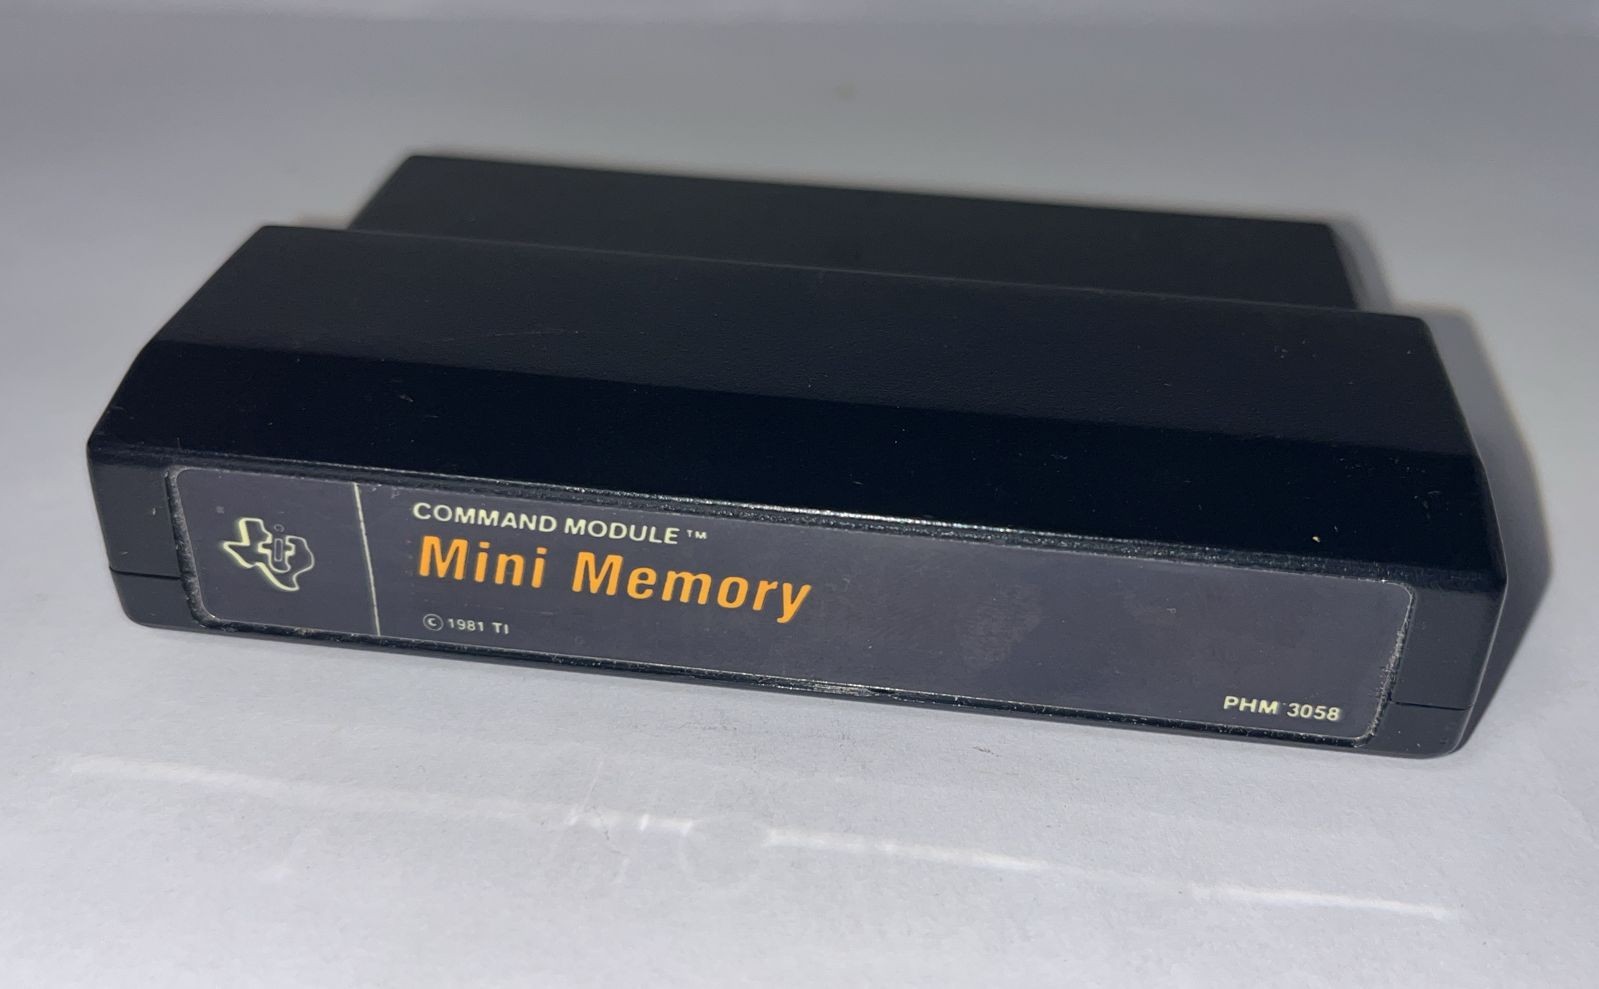 COMMAND MODULE™
Mini Memory
© 1981 TI
PHM 3058